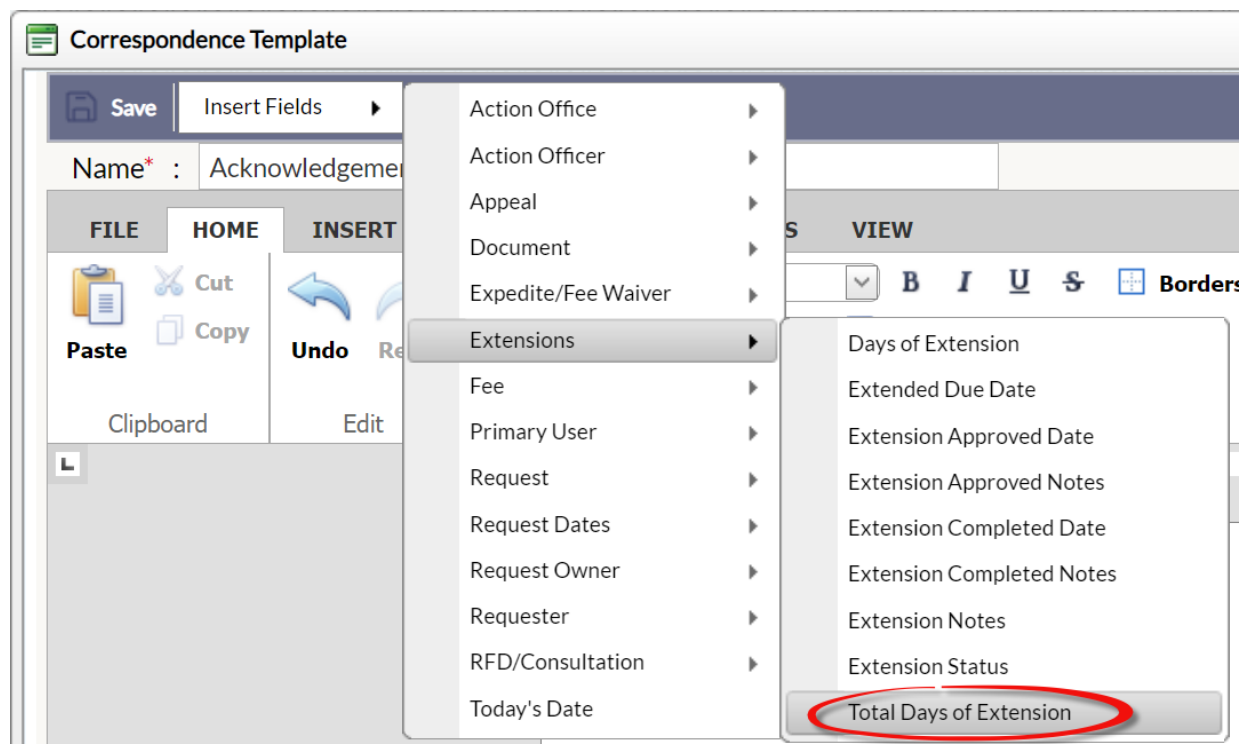 Correspondence Template
Save
Insert Fields
Name* :
FILE
HOME
INSERT
VIEW
Paste
Cut
Copy
Clipboard
Undo
Edit
B I U S Borders
Action Office
Action Officer
Appeal
Document
Expedite/Fee Waiver
Extensions
Fee
Primary User
Request
Request Dates
Request Owner
Requester
RFD/Consultation
Today's Date
Days of Extension
Extended Due Date
Extension Approved Date
Extension Approved Notes
Extension Completed Date
Extension Completed Notes
Extension Notes
Extension Status
Total Days of Extension